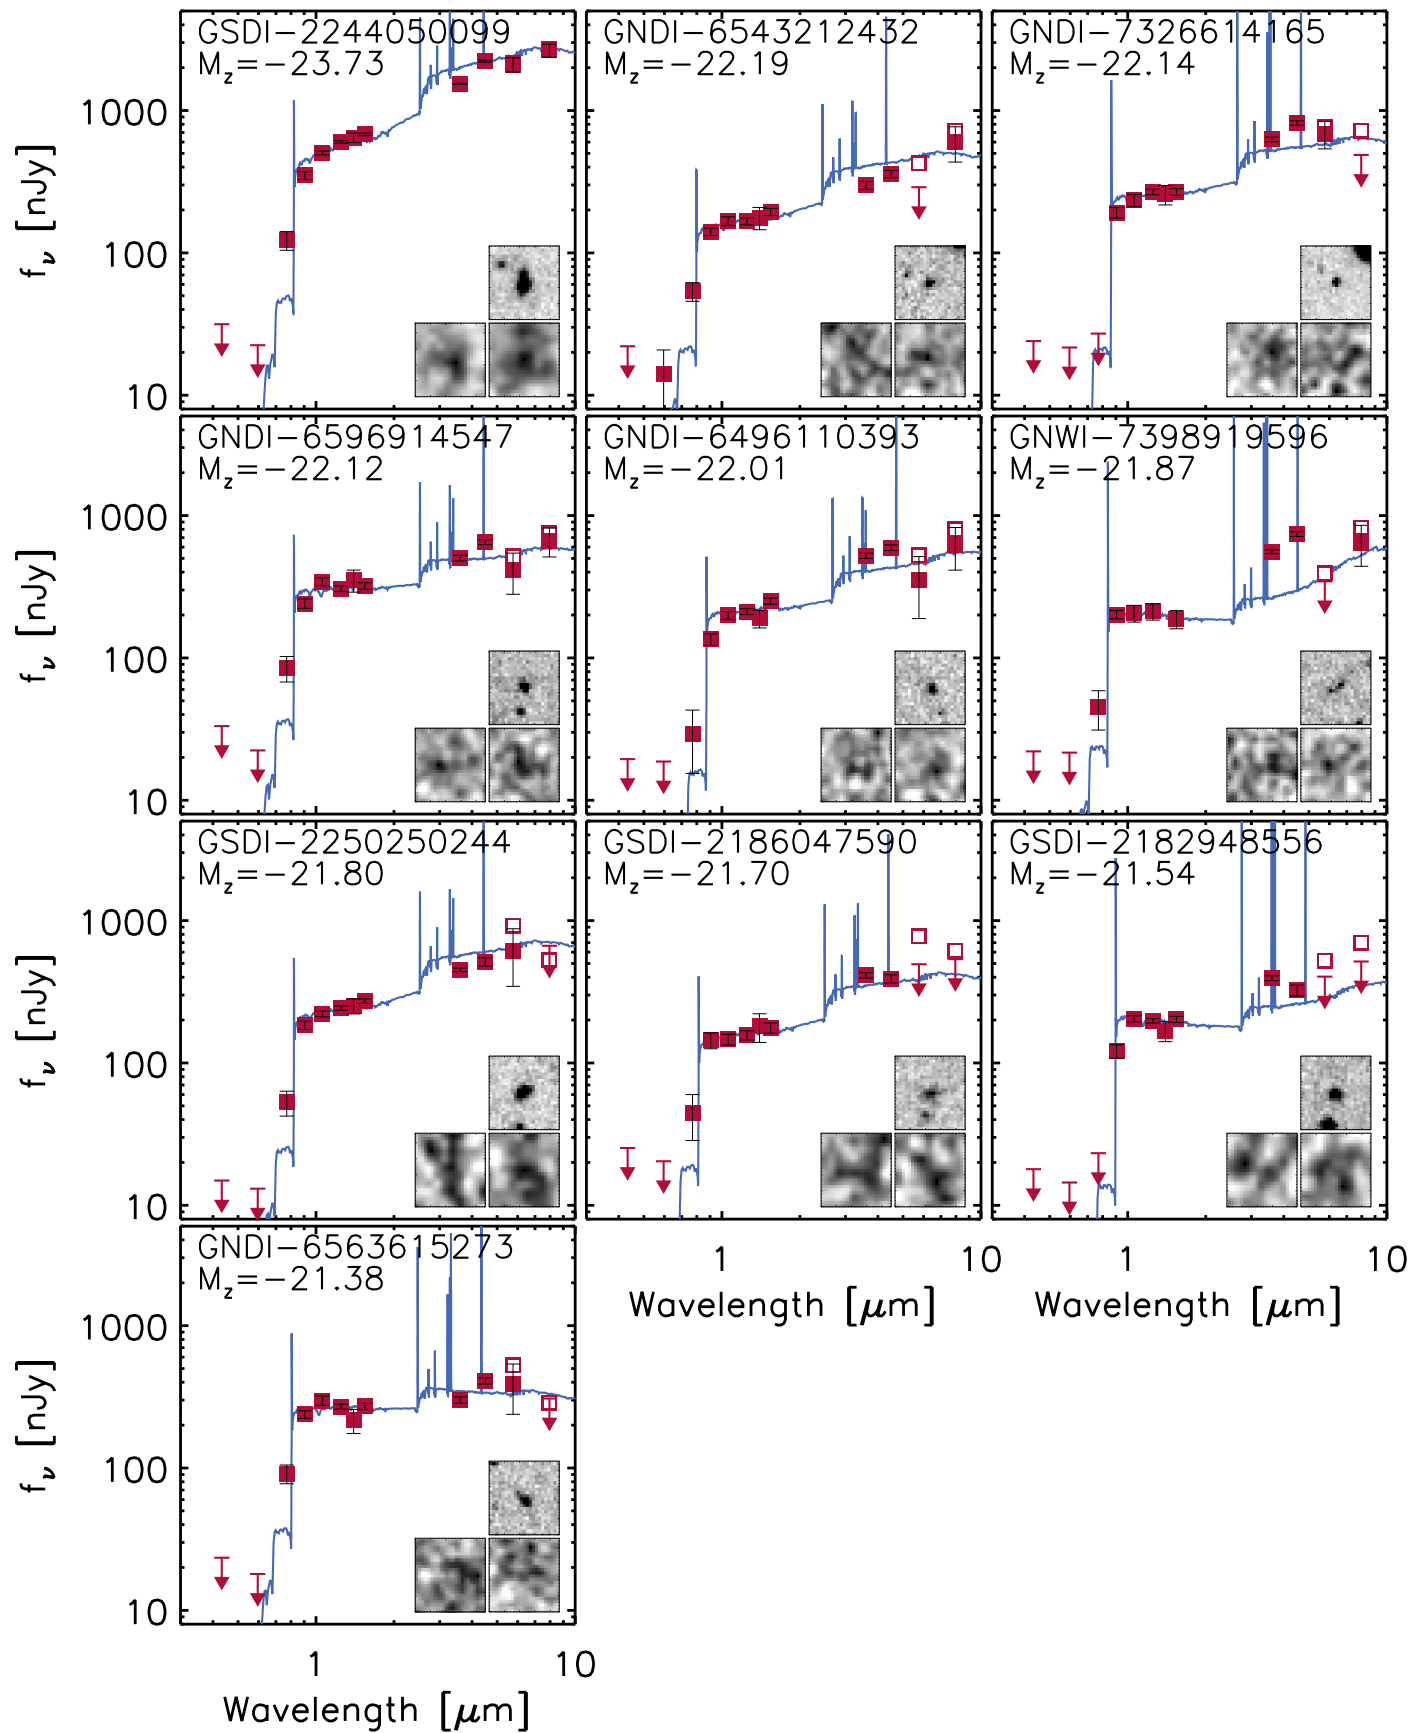 GSDI-2244050099
M_z=-23.73
GNDI-6543212432
M_z=-22.19
GNDI-7326614165
M_z=-22.14
f_ν [nJy]
1000
100
10
GNDI-6596914547
M_z=-22.12
GNDI-6496110393
M_z=-22.01
GNWI-7398919596
M_z=-21.87
f_ν [nJy]
1000
100
10
GSDI-2250250244
M_z=-21.80
GSDI-2186047590
M_z=-21.70
GSDI-2182948556
M_z=-21.54
f_ν [nJy]
1000
100
10
GNDI-6563615273
M_z=-21.38
1
1
10
Wavelength [μm]
Wavelength [μm]
f_ν [nJy]
1000
100
10
1
10
Wavelength [μm]